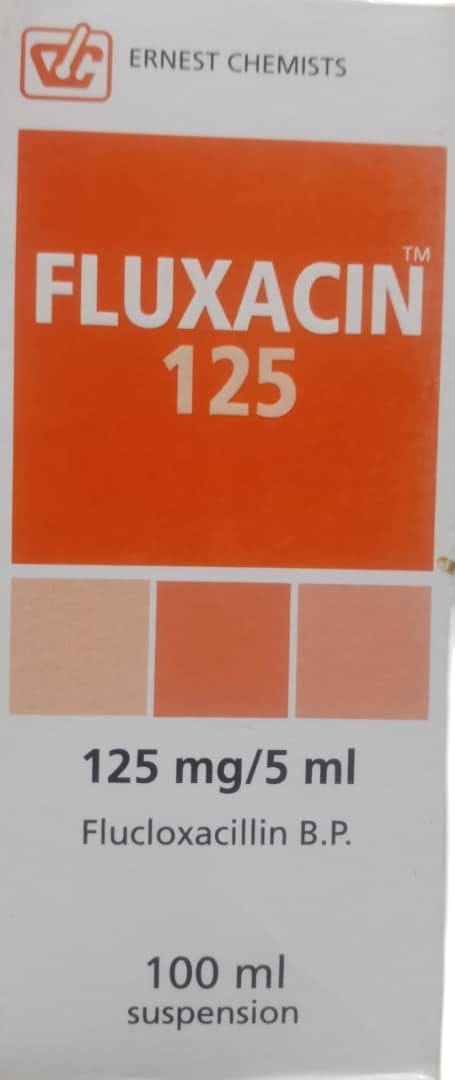 ERNEST CHEMISTS
FLUXACIN™
125
125 mg/5 ml
Flucloxacillin B.P.
100 ml
suspension